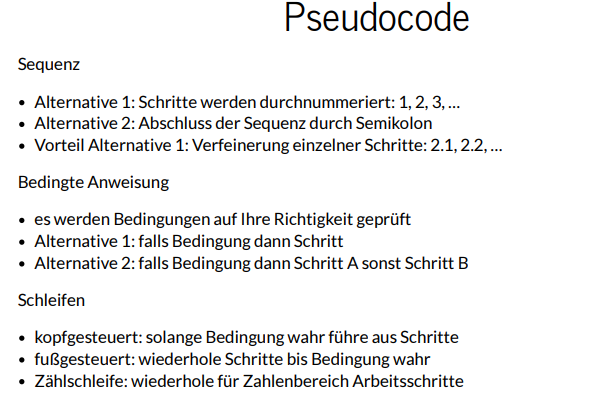 Pseudocode
Sequenz
• Alternative 1: Schritte werden durchnummeriert: 1, 2, 3, ...
• Alternative 2: Abschluss der Sequenz durch Semikolon
• Vorteil Alternative 1: Verfeinerung einzelner Schritte: 2.1, 2.2, ...
Bedingte Anweisung
• es werden Bedingungen auf Ihre Richtigkeit geprüft
• Alternative 1: falls Bedingung dann Schritt
• Alternative 2: falls Bedingung dann Schritt A sonst Schritt B
Schleifen
• kopfgesteuert: solange Bedingung wahr führe aus Schritte
• fußgesteuert: wiederhole Schritte bis Bedingung wahr
• Zählschleife: wiederhole für Zahlenbereich Arbeitsschritte